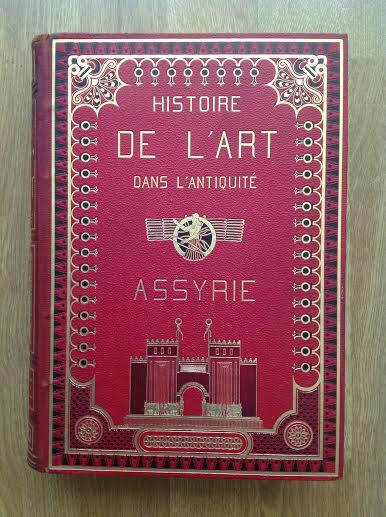 HISTOIRE
DE L'ART
DANS L'ANTIQUITÉ
ASSYRIE